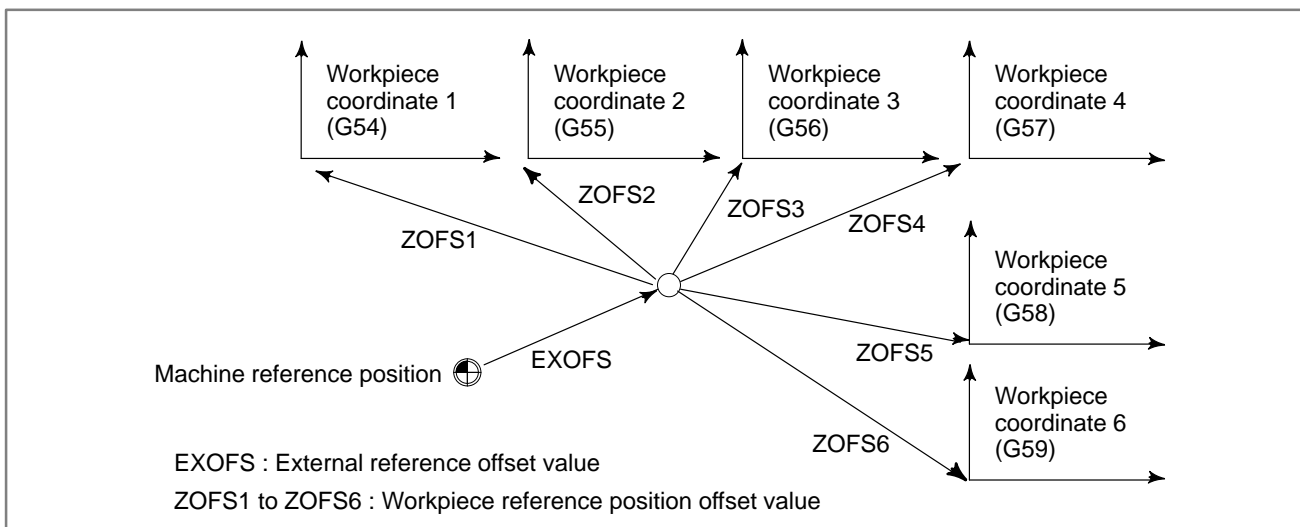 Workpiece
coordinate 1
(G54)
Workpiece
coordinate 2
(G55)
Workpiece
coordinate 3
(G56)
Workpiece
coordinate 4
(G57)
ZOFS1
ZOFS2
ZOFS3
ZOFS4
Workpiece
coordinate 5
(G58)
ZOFS5
EXOFS
Machine reference position
Workpiece
coordinate 6
(G59)
ZOFS6
EXOFS : External reference offset value
ZOFS1 to ZOFS6 : Workpiece reference position offset value